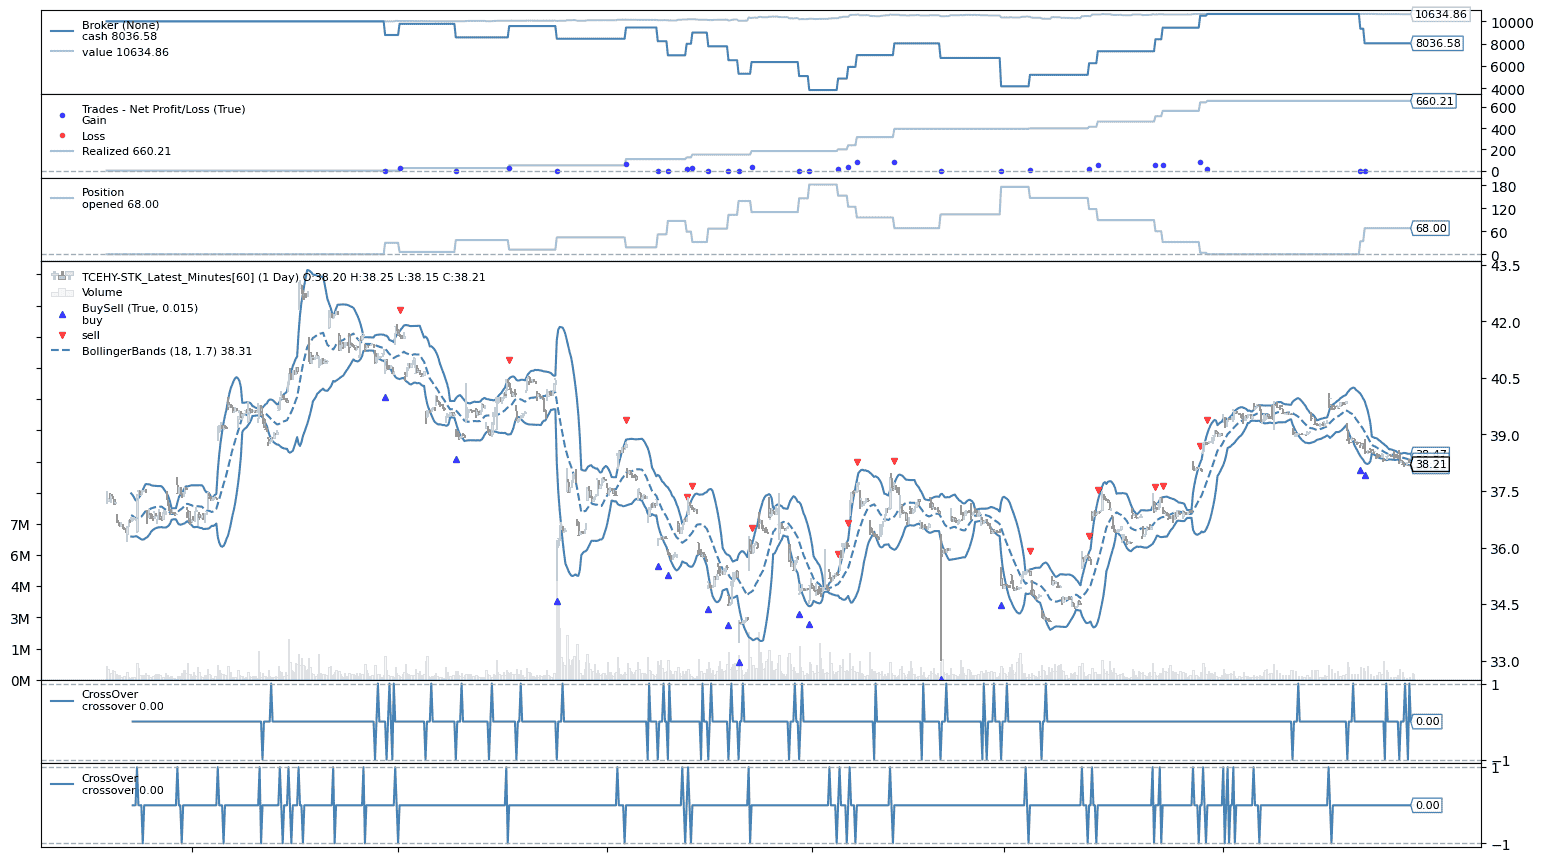 Broker (None)
cash 8036.58
value 10634.86
10634.86
10000
8036.58
8000
6000
4000
Trades - Net Profit/Loss (True)
Gain
Loss
Realized 660.21
660.21
600
400
200
0
Position
opened 68.00
180
120
68.00
60
0
TCEHY-STK_Latest_Minutes[60] (1 Day) O:38.20 H:38.25 L:38.15 C:38.21
Volume
BuySell (True, 0.015)
buy
sell
BollingerBands (18, 1.7) 38.31
43.5
42.0
40.5
39.0
38.21
37.5
36.0
34.5
33.0
7M
6M
4M
3M
1M
0M
CrossOver
crossover 0.00
1
0.00
−1
CrossOver
crossover 0.00
1
0.00
−1